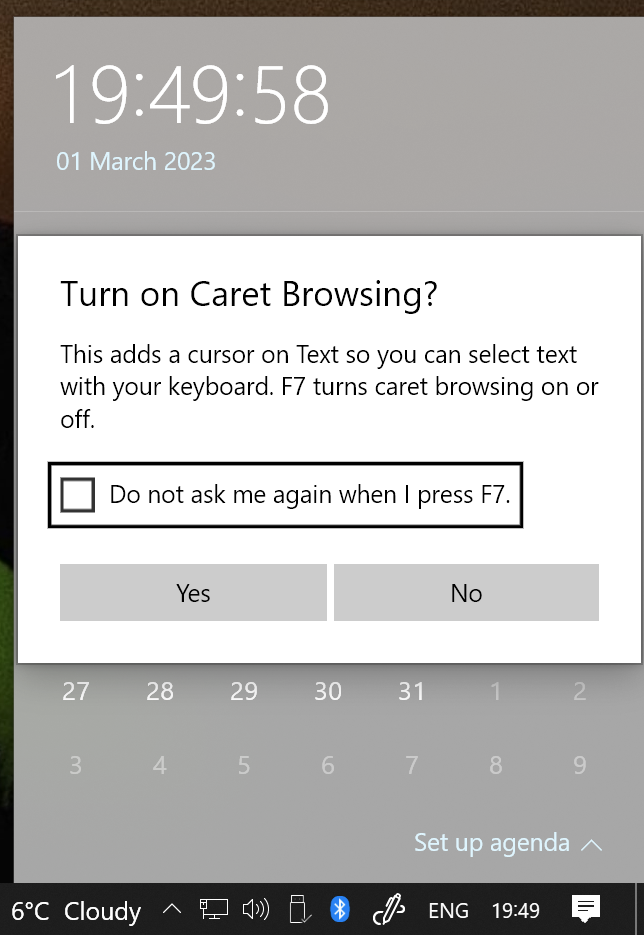 19:49:58
01 March 2023
Turn on Caret Browsing?
This adds a cursor on Text so you can select text
with your keyboard. F7 turns caret browsing on or
off.
Do not ask me again when I press F7.
Yes No
27 28 29 30 31 1 2
3 4 5 6 7 8 9
Set up agenda
6°C Cloudy ENG 19:49